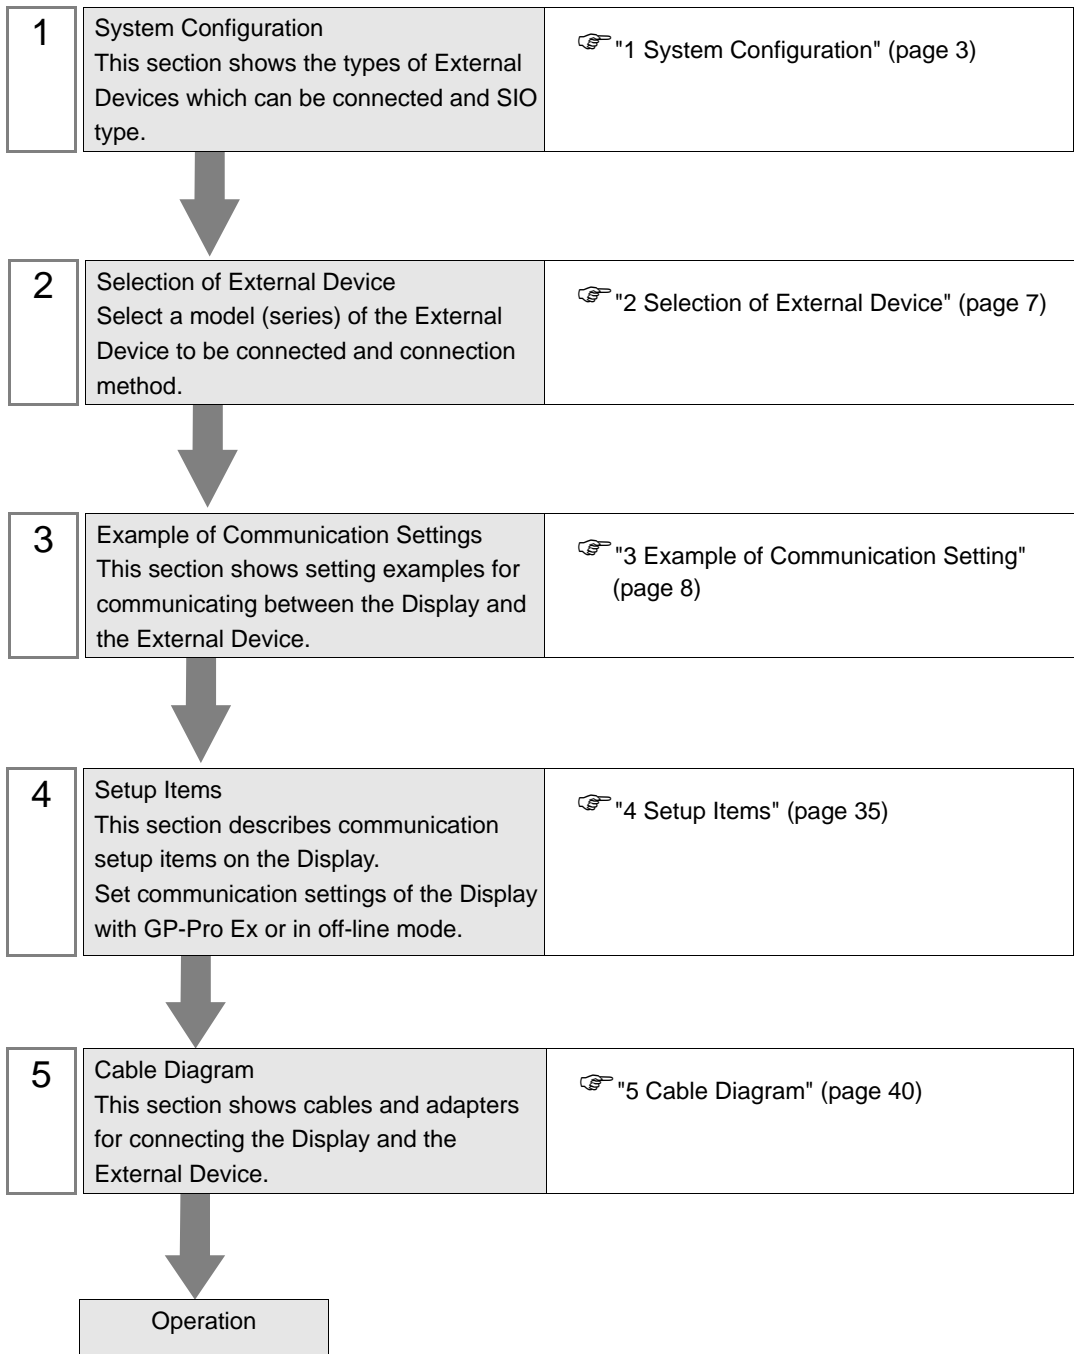 1
System Configuration
This section shows the types of External
Devices which can be connected and SIO
type.
"1 System Configuration" (page 3)
2
Selection of External Device
Select a model (series) of the External
Device to be connected and connection
method.
"2 Selection of External Device" (page 7)
3
Example of Communication Settings
This section shows setting examples for
communicating between the Display and
the External Device.
"3 Example of Communication Setting"
(page 8)
4
Setup Items
This section describes communication
setup items on the Display.
Set communication settings of the Display
with GP-Pro Ex or in off-line mode.
"4 Setup Items" (page 35)
5
Cable Diagram
This section shows cables and adapters
for connecting the Display and the
External Device.
"5 Cable Diagram" (page 40)
Operation